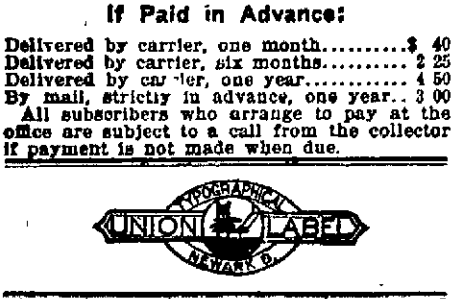 If Paid in Advance:
Delivered by carrier, one month..........$ 40
Delivered by carrier, six months........... 2 25
Delivered by carrier, one year............. 4 50
By mail, strictly in advance, one year.. 3 00
All subscribers who arrange to pay at the
office are subject to a call from the collector
if payment is not made when due.
TYPOGRAPHICAL
UNION LABEL
NEWARK O.